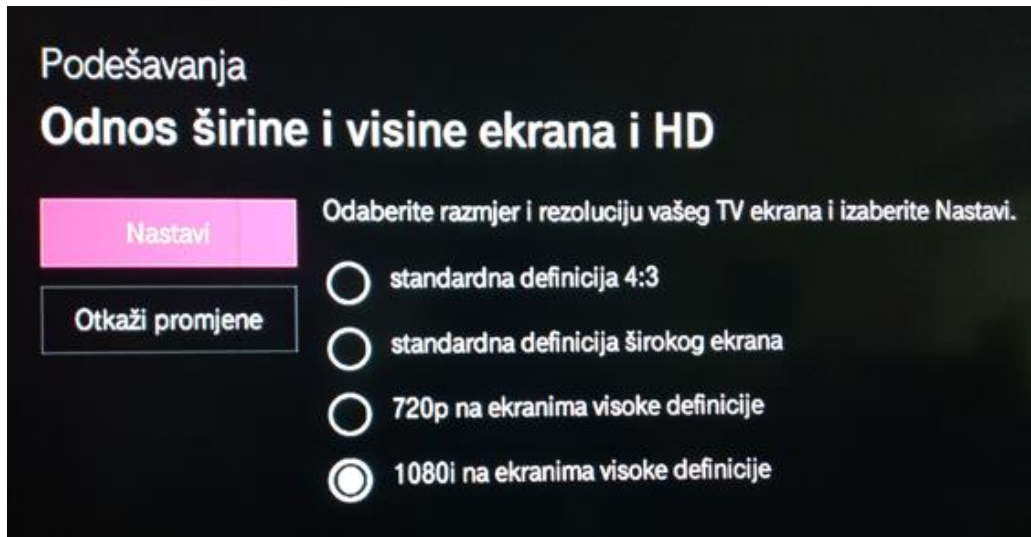 Podešavanja
Odnos širine i visine ekrana i HD
Nastavi
Otkaži promjene
Odaberite razmjer i rezoluciju vašeg TV ekrana i izaberite Nastavi.
standardna definicija 4:3
standardna definicija širokog ekrana
720p na ekranima visoke definicije
1080i na ekranima visoke definicije